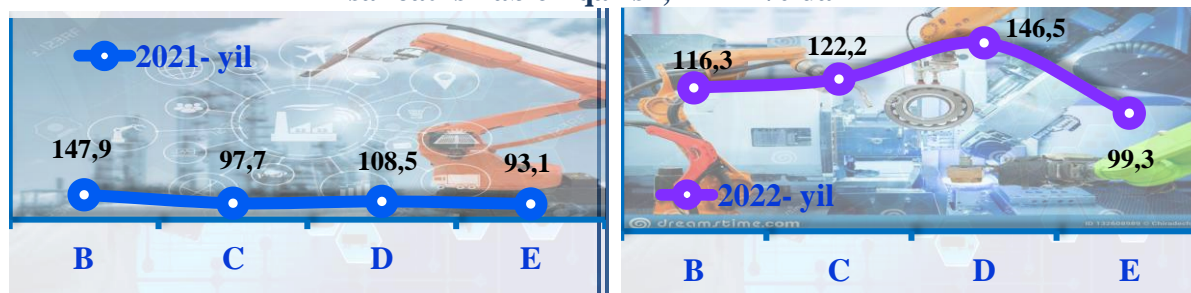 2021- yil
147,9
97,7
108,5
93,1
B C D E
116,3
122,2
146,5
99,3
2022- yil
dreamstime.com
B C D E